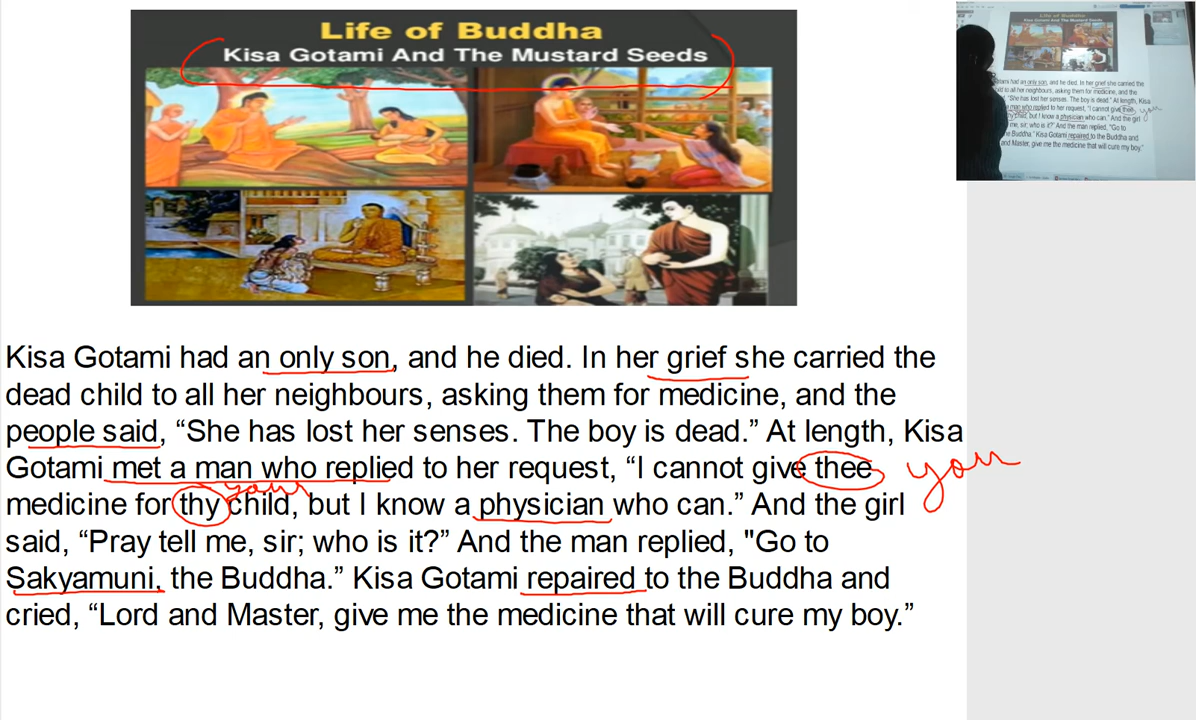 Life of Buddha
Kisa Gotami And The Mustard Seeds
Kisa Gotami had an only son, and he died. In her grief she carried the
dead child to all her neighbours, asking them for medicine, and the
people said, “She has lost her senses. The boy is dead.” At length, Kisa
Gotami met a man who replied to her request, “I cannot give thee you
your
medicine for thy child, but I know a physician who can.” And the girl
said, “Pray tell me, sir; who is it?” And the man replied, "Go to
Sakyamuni, the Buddha.” Kisa Gotami repaired to the Buddha and
cried, “Lord and Master, give me the medicine that will cure my boy.”